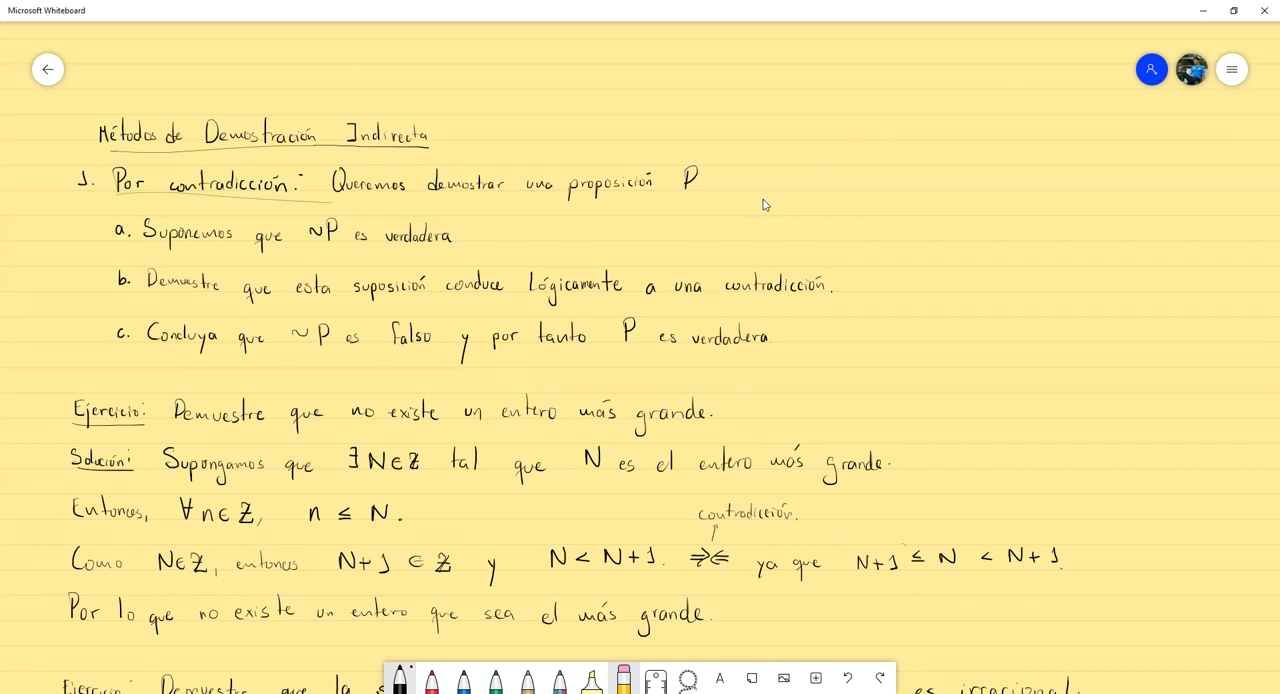 Microsoft Whiteboard
Métodos de Demostración Indirecta
1. Por contradicción: Queremos demostrar una proposición P
a. Suponemos que ~P es verdadera
b. Demuestre que esta suposición conduce Lógicamente a una contradicción.
c. Concluya que ~P es falso y por tanto P es verdadera.
Ejercicio: Demuestre que no existe un entero más grande.
Solución: Supongamos que ∃ N∈ℤ tal que N es el entero más grande.
Entonces, ∀n∈ℤ, n ≤ N.
contradicción.
Como N∈ℤ, entonces N+1 ∈ ℤ y N < N+1. ⇒⇐ ya que N+1 ≤ N < N+1.
Por lo que no existe un entero que sea el más grande.
Ejercicio: Demuestre que la es irracional.
A